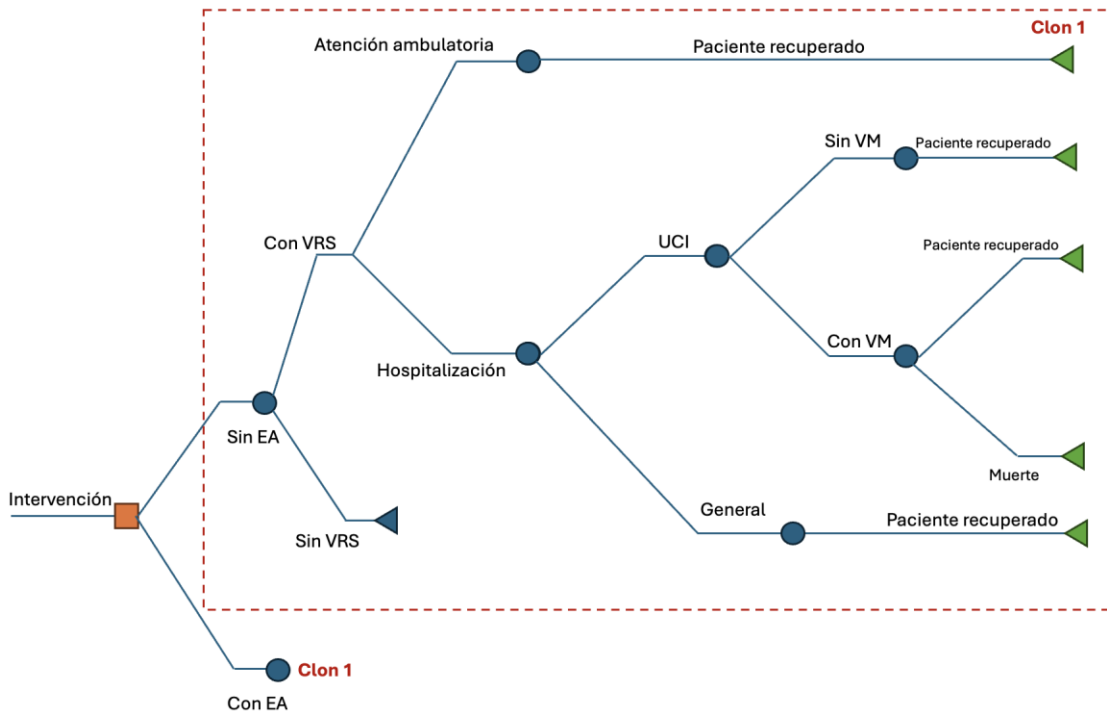 Clon 1
Atención ambulatoria
Paciente recuperado
Sin VM
Paciente recuperado
Con VRS
UCI
Paciente recuperado
Con VM
Hospitalización
Sin EA
Muerte
Intervención
General
Paciente recuperado
Sin VRS
Clon 1
Con EA